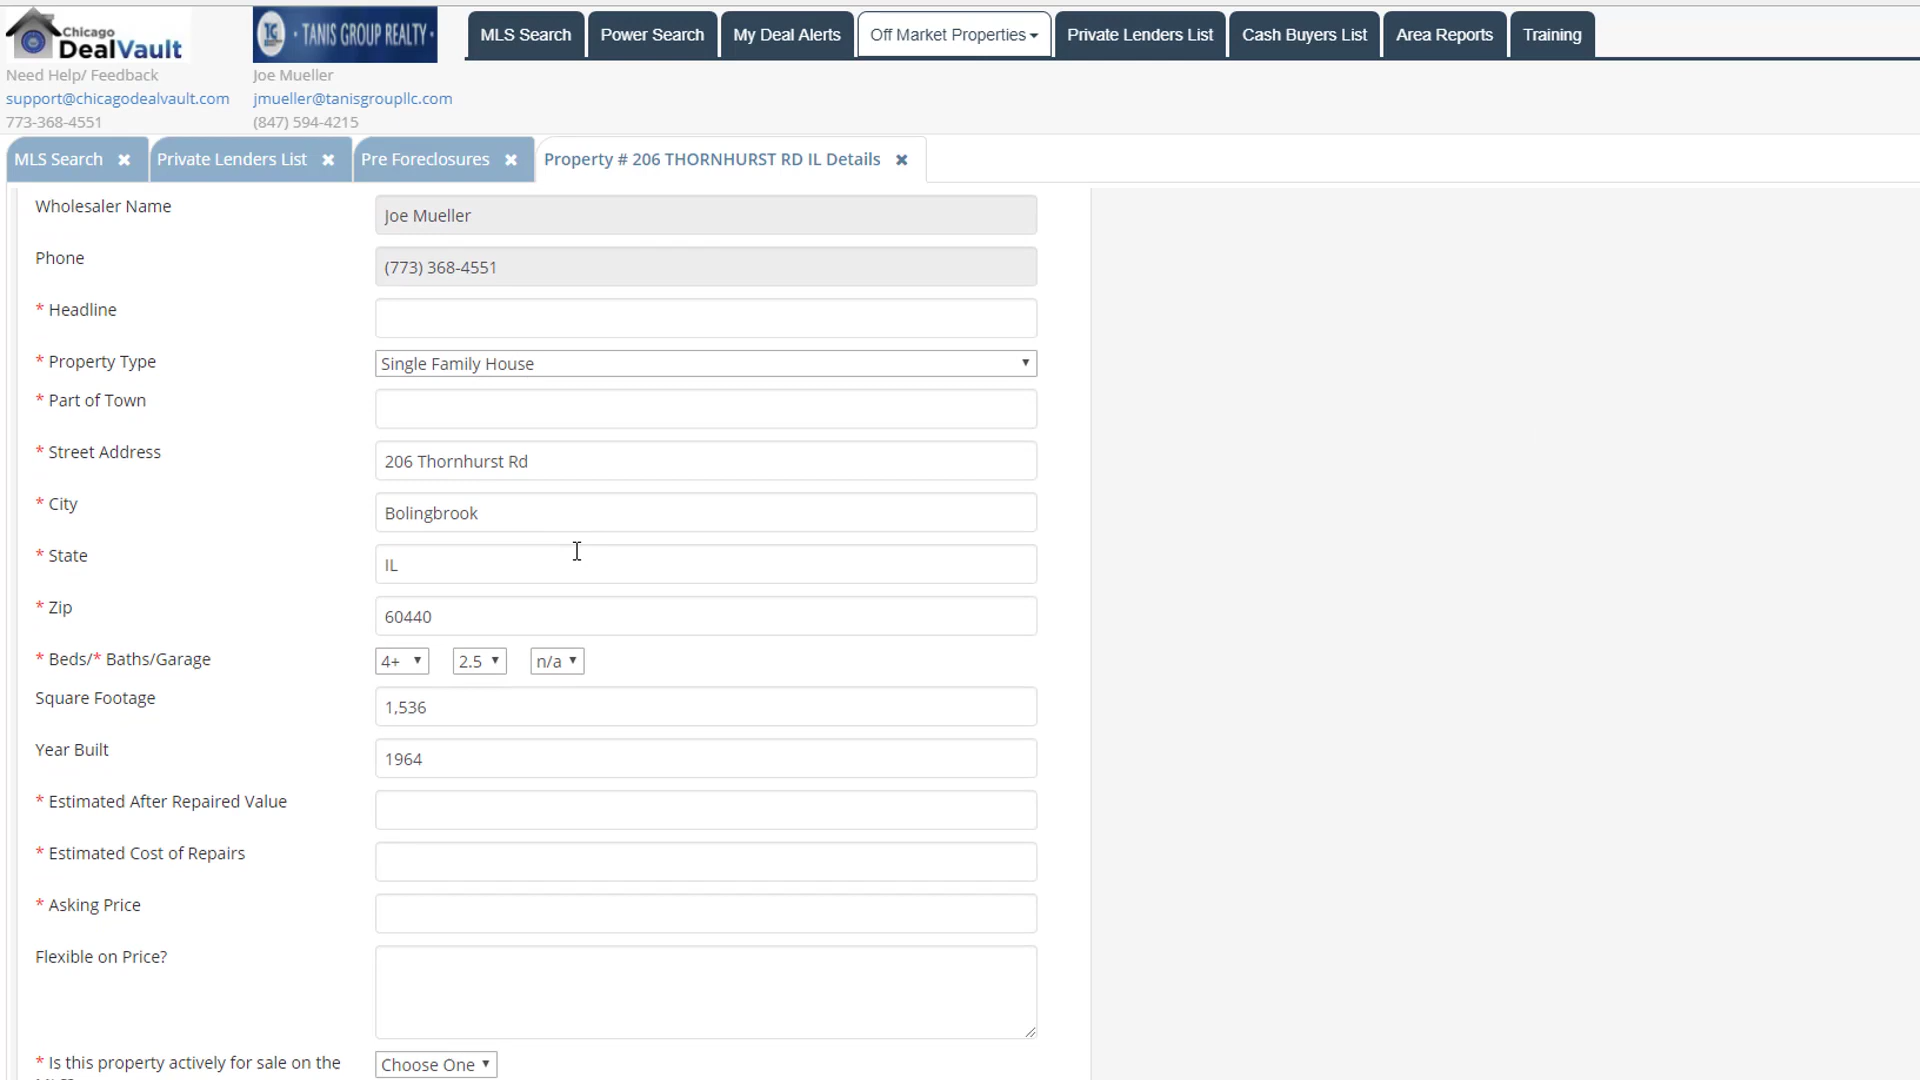 Chicago
DealVault
TG • TANIS GROUP REALTY •
MLS Search
Power Search
My Deal Alerts
Off Market Properties
Private Lenders List
Cash Buyers List
Area Reports
Training
Need Help/ Feedback
support@chicagodealvault.com
773-368-4551
Joe Mueller
jmueller@tanisgroupllc.com
(847) 594-4215
MLS Search ✖
Private Lenders List ✖
Pre Foreclosures ✖
Property # 206 THORNHURST RD IL Details ✖
Wholesaler Name
Joe Mueller
Phone
(773) 368-4551
* Headline
* Property Type
Single Family House
* Part of Town
* Street Address
206 Thornhurst Rd
* City
Bolingbrook
* State
IL
* Zip
60440
* Beds/* Baths/Garage
4+ 2.5 n/a
Square Footage
1,536
Year Built
1964
* Estimated After Repaired Value
* Estimated Cost of Repairs
* Asking Price
Flexible on Price?
* Is this property actively for sale on the
Choose One